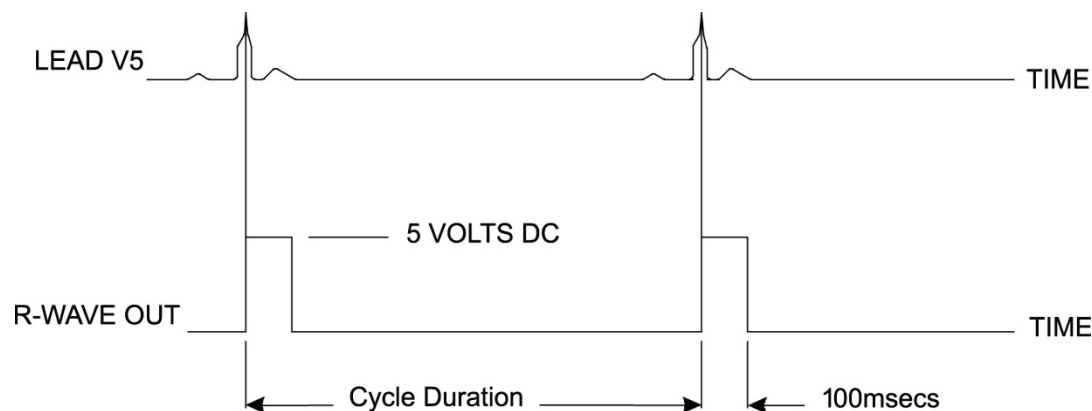 LEAD V5
TIME
5 VOLTS DC
R-WAVE OUT
TIME
Cycle Duration
100msecs